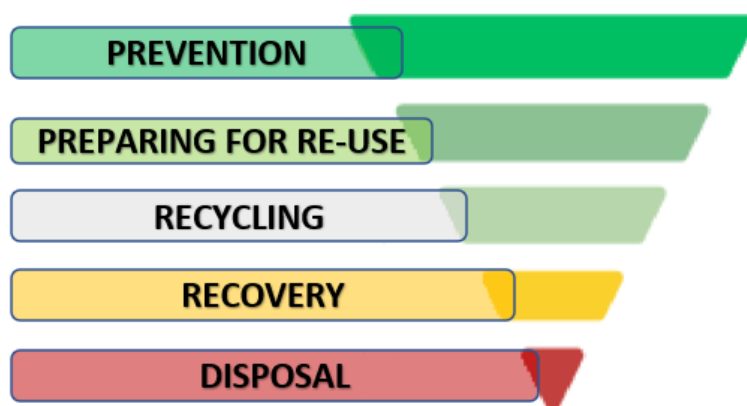 PREVENTION
PREPARING FOR RE-USE
RECYCLING
RECOVERY
DISPOSAL